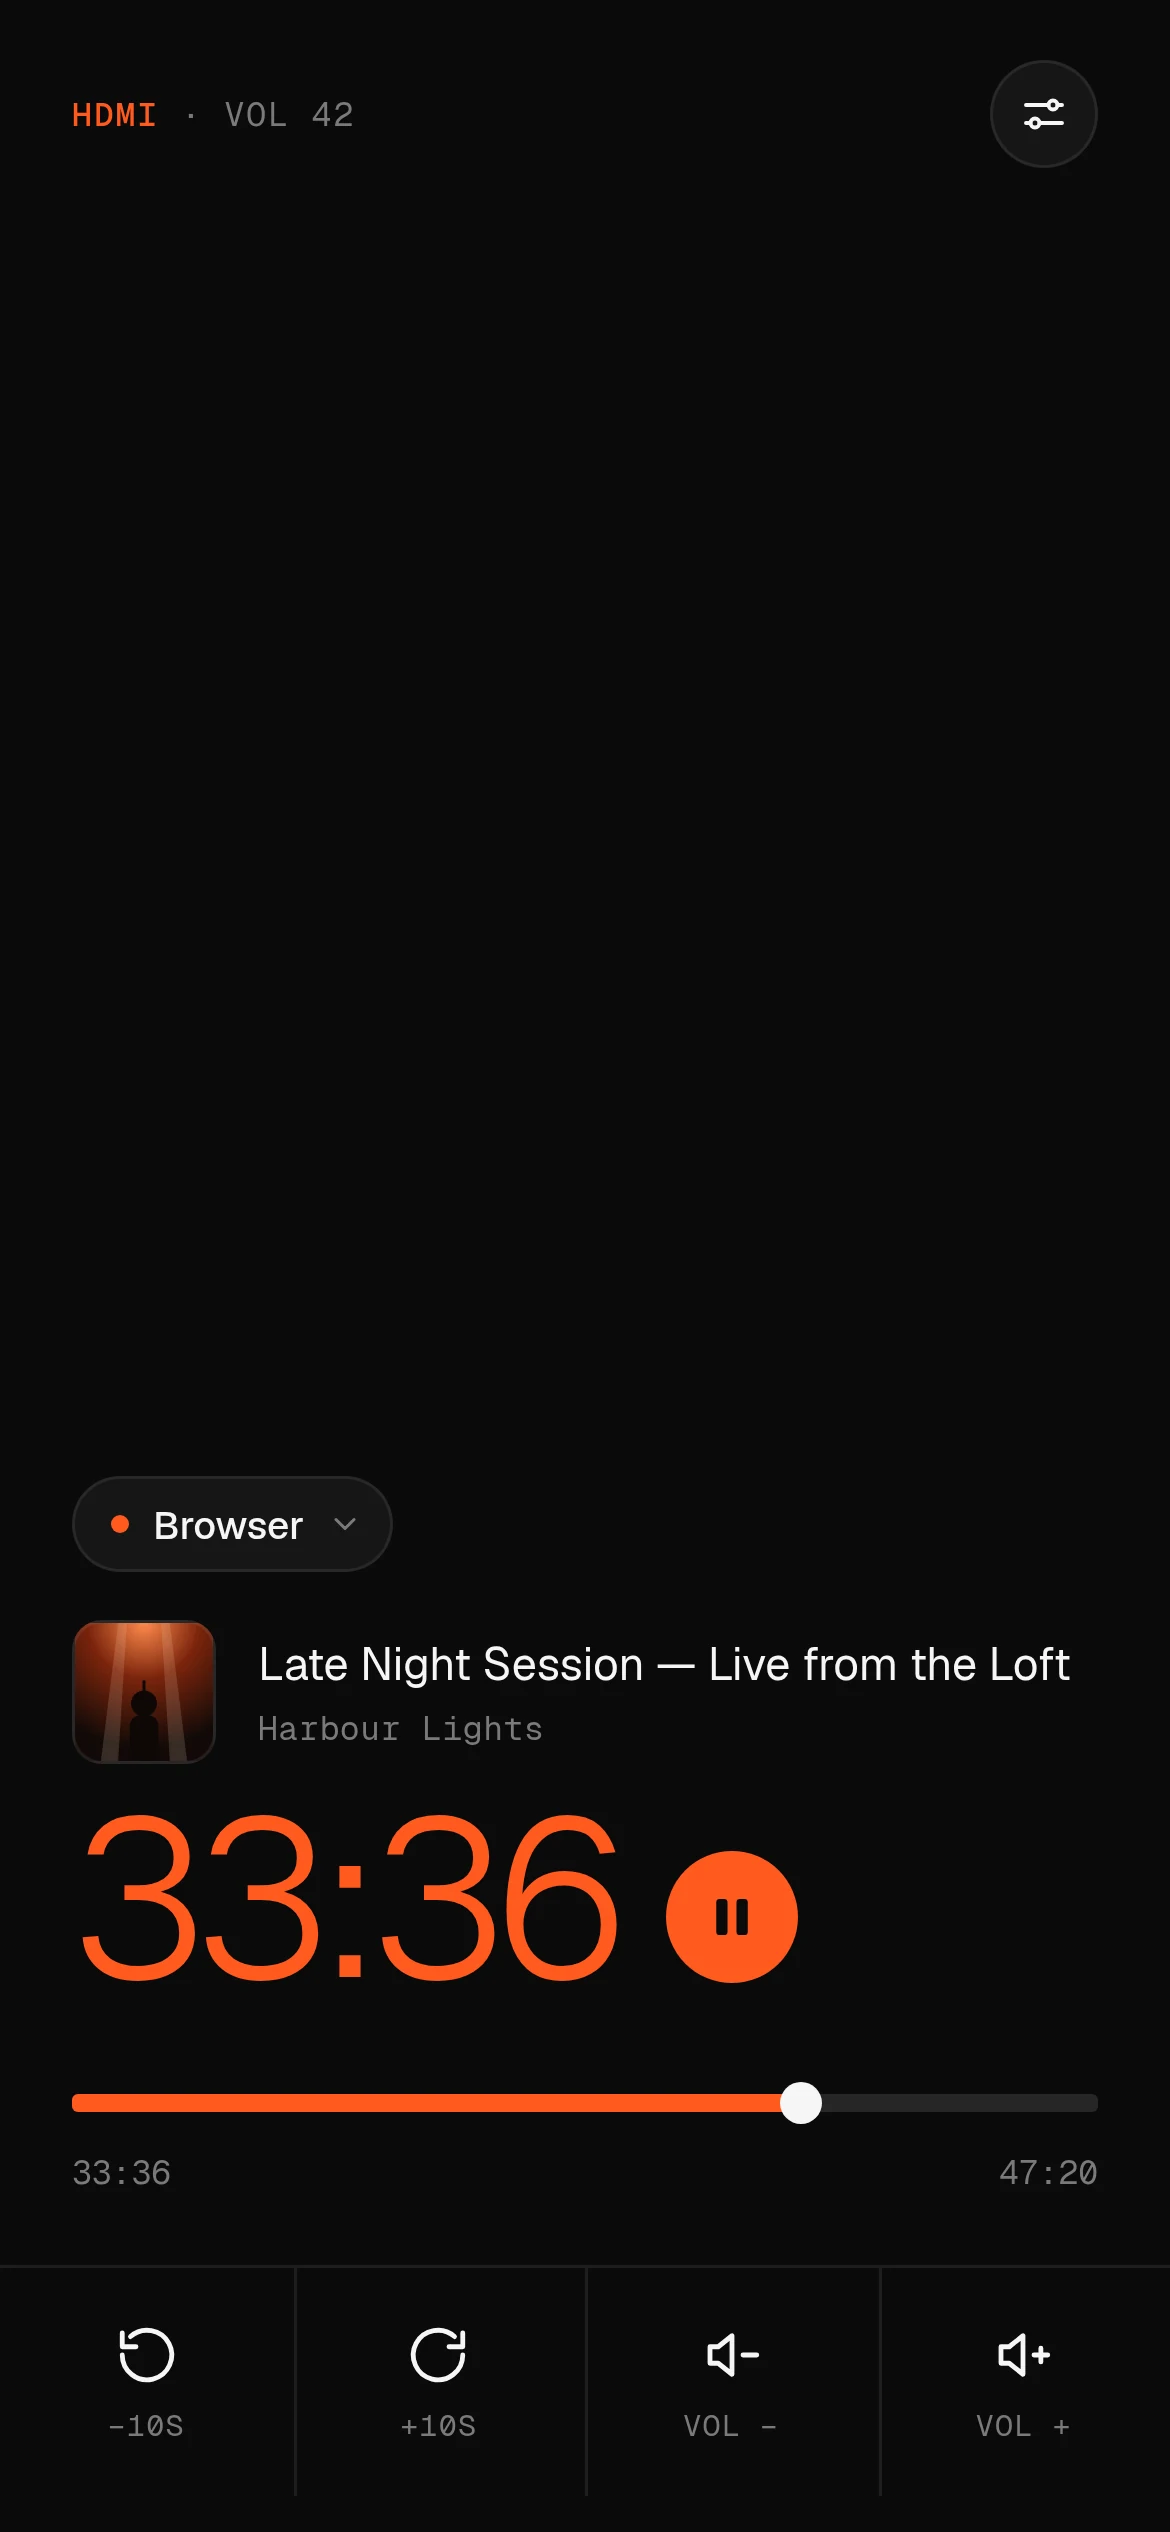 HDMI · VOL 42
Browser
Late Night Session — Live from the Loft
Harbour Lights
33:36
33:36 47:20
-10S +10S VOL - VOL +